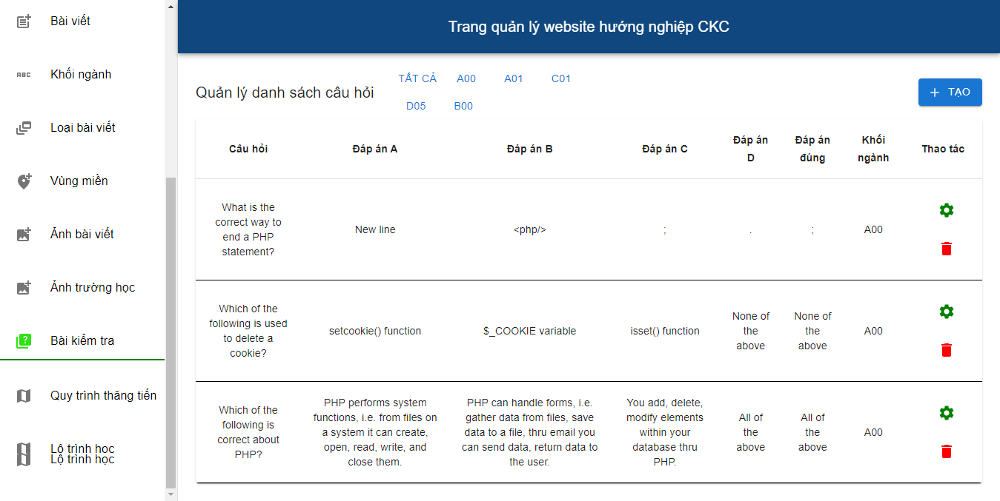 Bài viết
ABC
Khối ngành
Loại bài viết
Vùng miền
Ảnh bài viết
Ảnh trường học
?
Bài kiểm tra
Quy trình thăng tiến
Lộ trình học
Lộ trình học
Trang quản lý website hướng nghiệp CKC
Quản lý danh sách câu hỏi
TẤT CẢ A00 A01 C01
D05 B00
+ TẠO
Câu hỏi
Đáp án A
Đáp án B
Đáp án C
Đáp án
D
Đáp án
đúng
Khối
ngành
Thao tác
What is the
correct way to
end a PHP
statement?
New line
<php/>
;
.
;
A00
Which of the
following is used
to delete a
cookie?
setcookie() function
$_COOKIE variable
isset() function
None of
the
above
None of
the
above
A00
Which of the
following is
correct about
PHP?
PHP performs system
functions, i.e. from files on
a system it can create,
open, read, write, and
close them.
PHP can handle forms, i.e.
gather data from files, save
data to a file, thru email you
can send data, return data to
the user.
You add, delete,
modify elements
within your
database thru
PHP.
All of
the
above
All of
the
above
A00